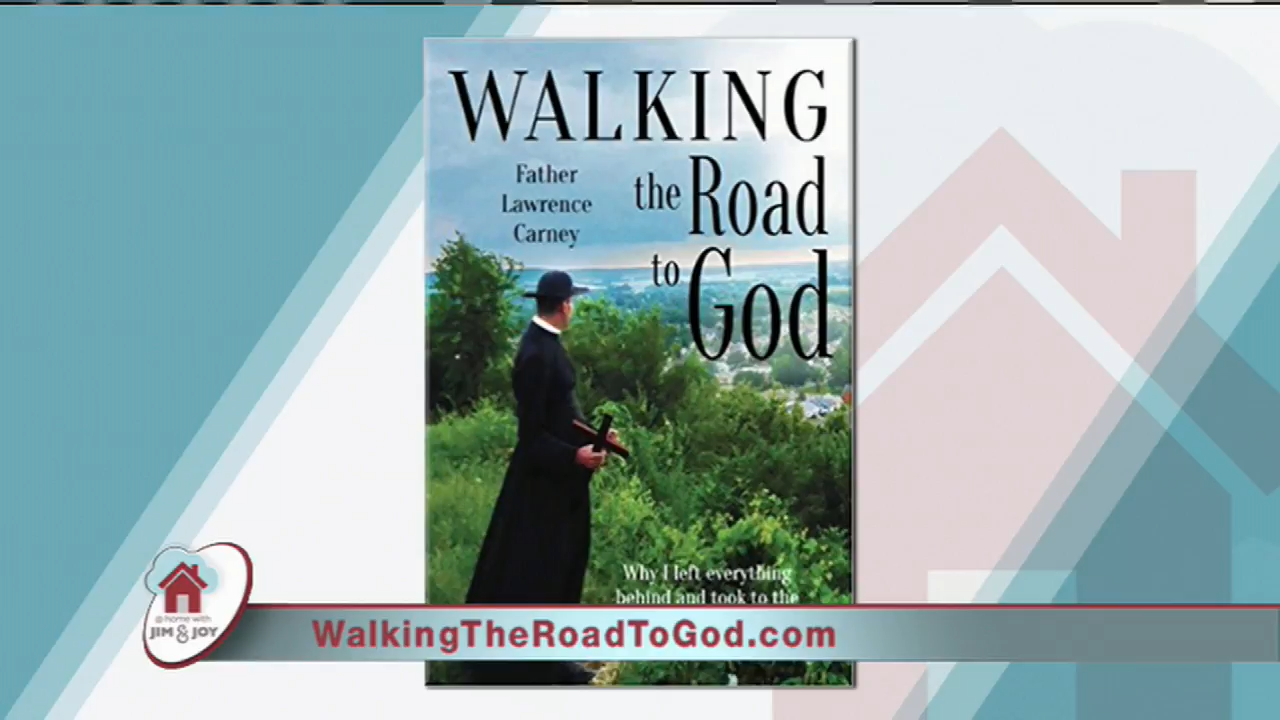 WALKING
the Road
to God
Father
Lawrence
Carney
Why I left everything
behind and took to the
@ home with
JIM & JOY
WalkingTheRoadToGod.com